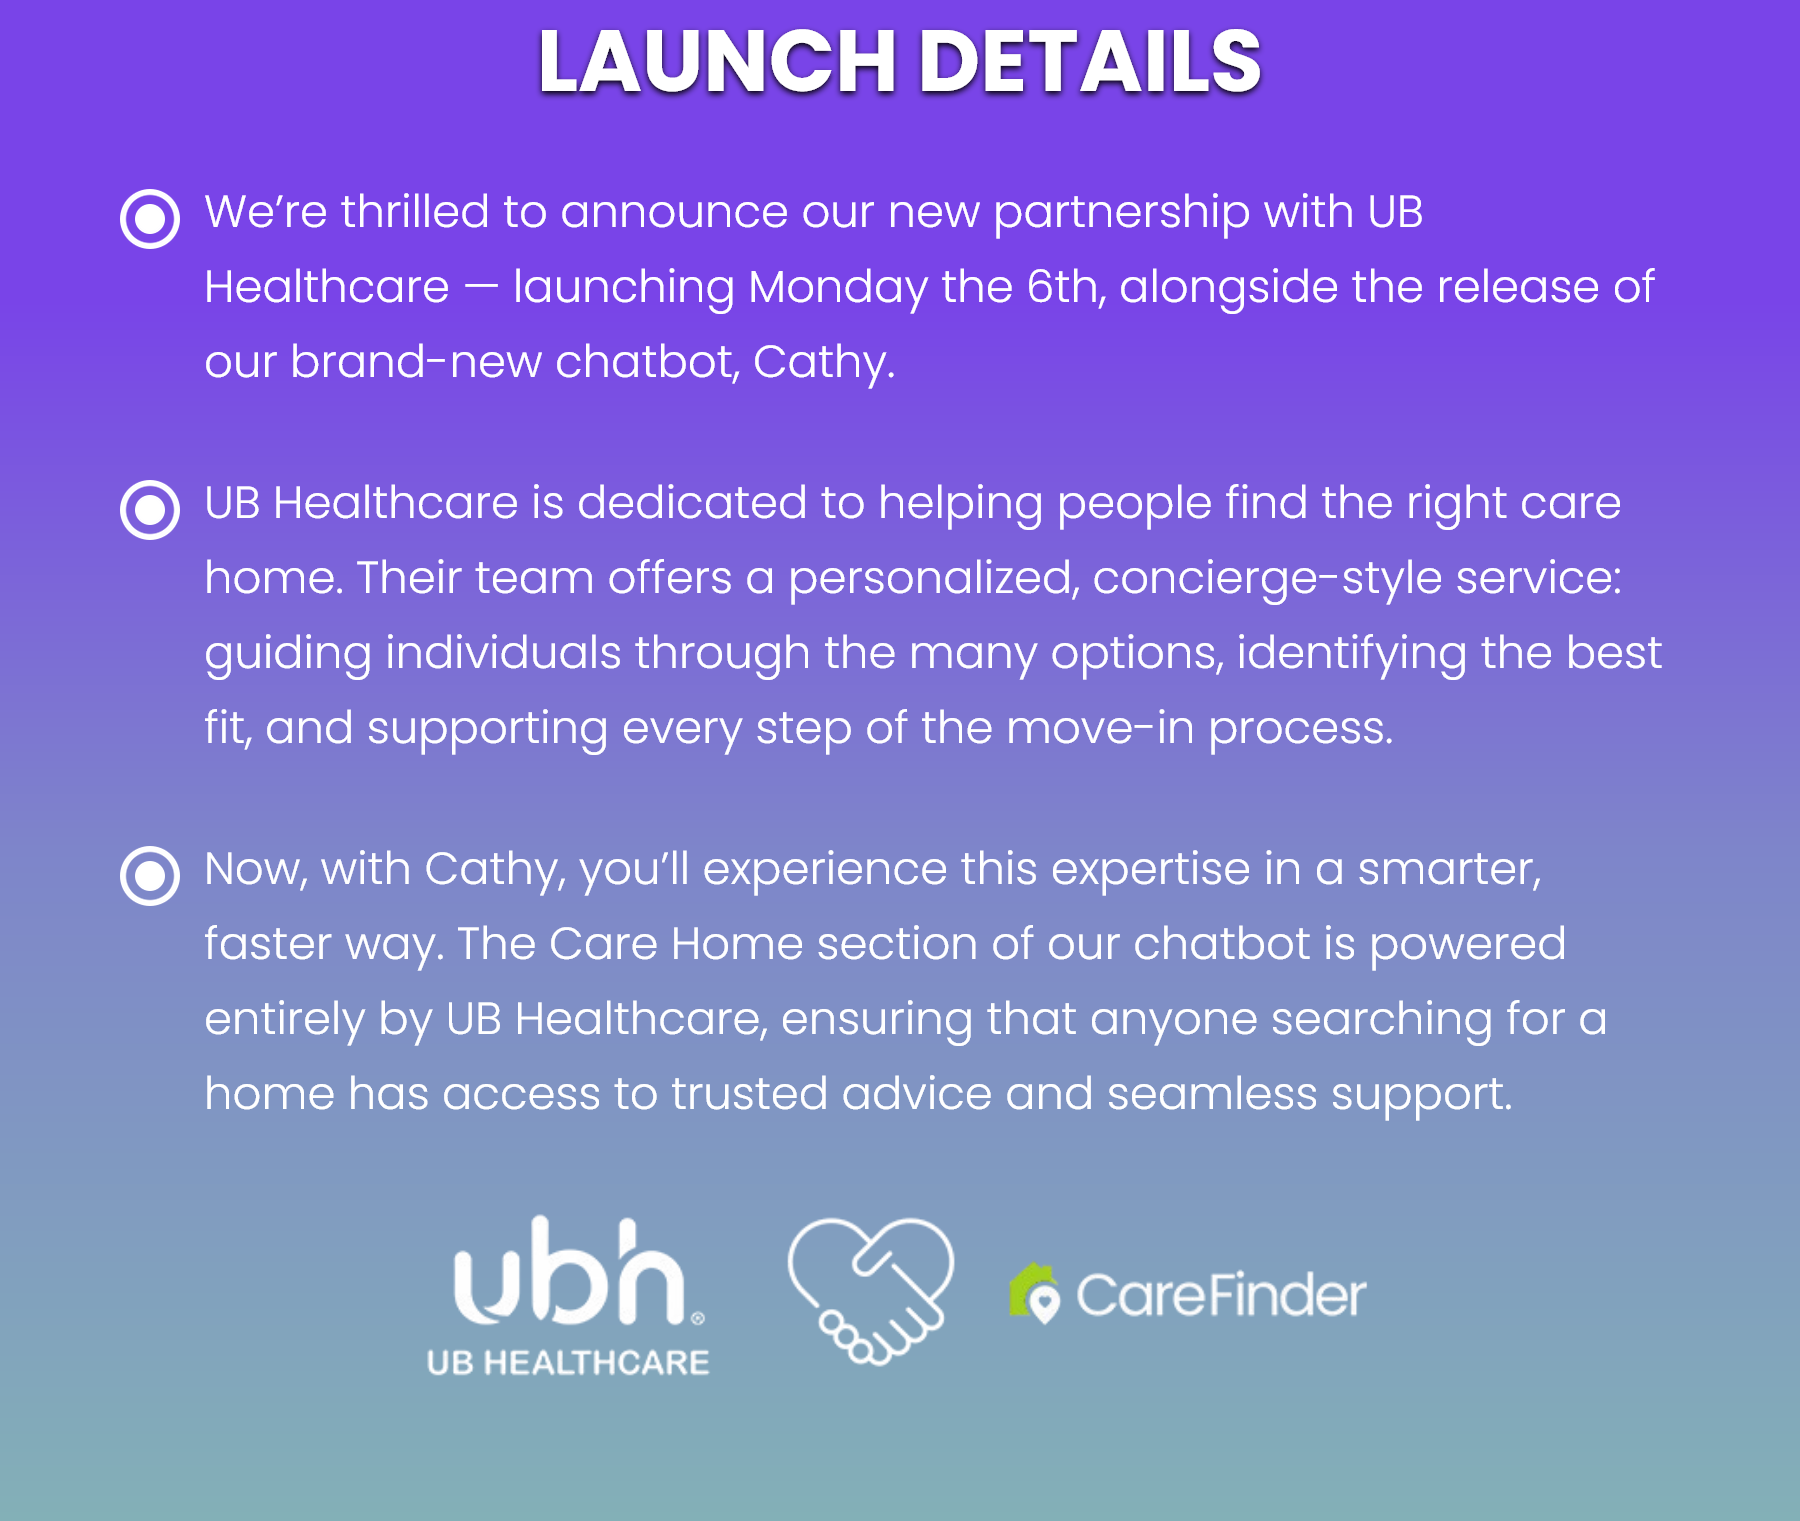 LAUNCH DETAILS
We’re thrilled to announce our new partnership with UB
Healthcare — launching Monday the 6th, alongside the release of
our brand-new chatbot, Cathy.
UB Healthcare is dedicated to helping people find the right care
home. Their team offers a personalized, concierge-style service:
guiding individuals through the many options, identifying the best
fit, and supporting every step of the move-in process.
Now, with Cathy, you’ll experience this expertise in a smarter,
faster way. The Care Home section of our chatbot is powered
entirely by UB Healthcare, ensuring that anyone searching for a
home has access to trusted advice and seamless support.
ubh®
UB HEALTHCARE
CareFinder